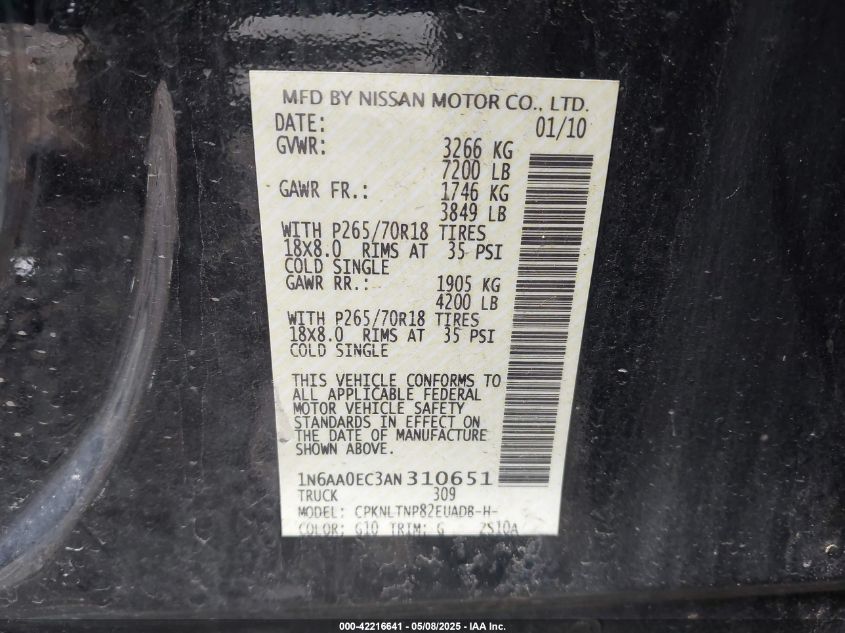 MFD BY NISSAN MOTOR CO., LTD.
DATE: 01/10
GVWR: 3266 KG
7200 LB
GAWR FR.: 1746 KG
3849 LB
WITH P265/70R18 TIRES
18X8.0 RIMS AT 35 PSI
COLD SINGLE
GAWR RR.: 1905 KG
4200 LB
WITH P265/70R18 TIRES
18X8.0 RIMS AT 35 PSI
COLD SINGLE
THIS VEHICLE CONFORMS TO
ALL APPLICABLE FEDERAL
MOTOR VEHICLE SAFETY
STANDARDS IN EFFECT ON
THE DATE OF MANUFACTURE
SHOWN ABOVE.
1N6AA0EC3AN310651
TRUCK 309
MODEL: CPKNLTNP82EUADB-H-
COLOR; G10 TRIM; G 2S10A
000-42216641 - 05/08/2025 - IAA Inc.